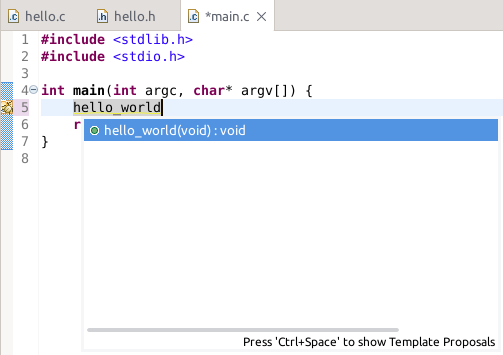 hello.c hello.h *main.c
1 #include <stdlib.h>
2 #include <stdio.h>
3
4 int main(int argc, char* argv[]) {
5 hello_world
6 r
hello_world(void) : void
7 }
8
Press 'Ctrl+Space' to show Template Proposals